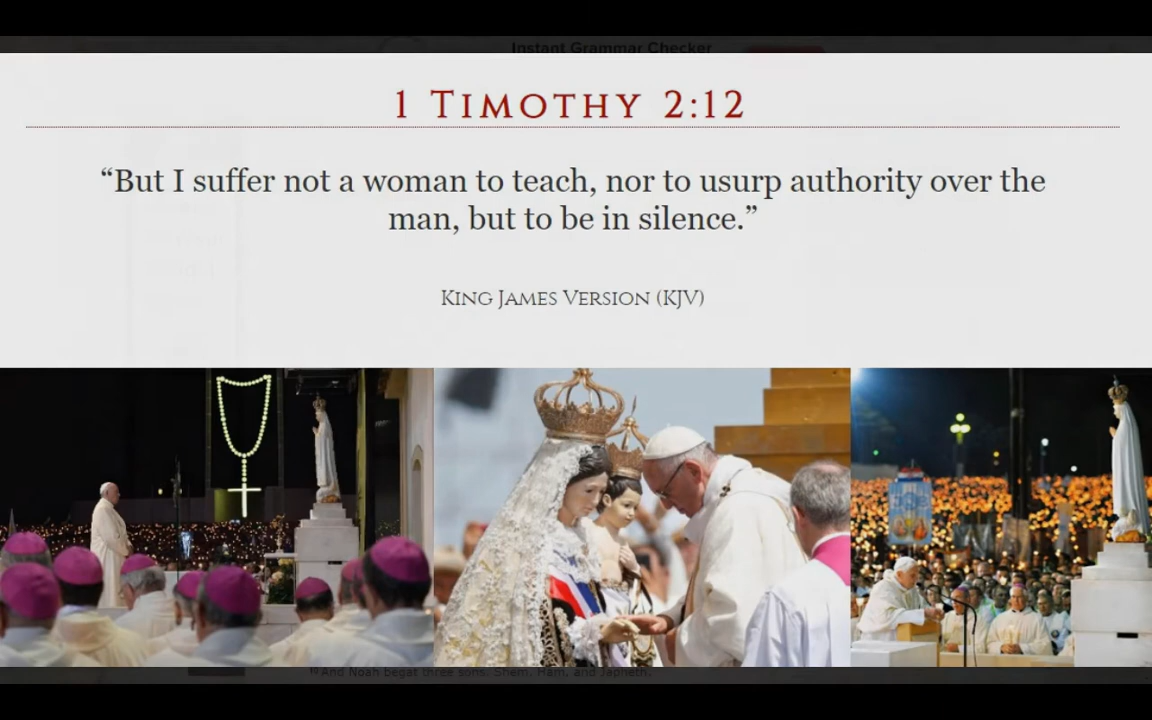 Instant Grammar Checker
1 TIMOTHY 2:12
“But I suffer not a woman to teach, nor to usurp authority over the
man, but to be in silence.”
KING JAMES VERSION (KJV)
And Noah begat three sons, Shem, Ham, and Japheth.